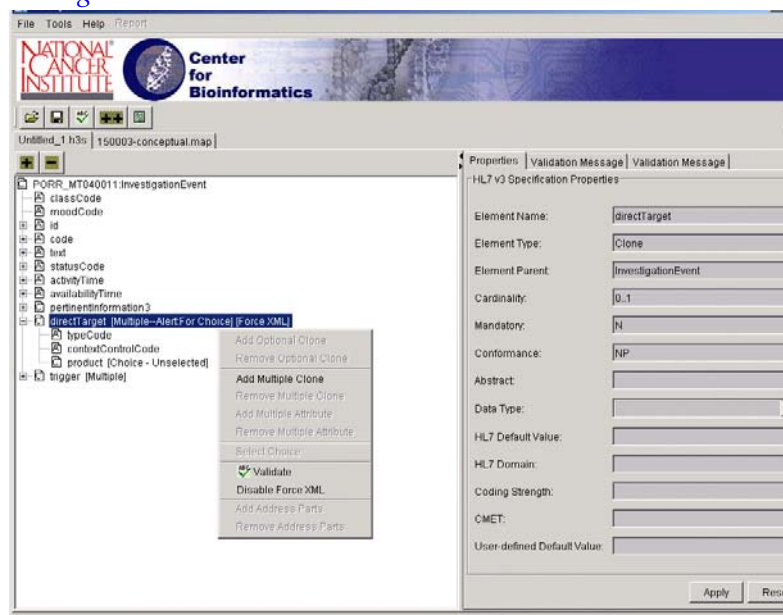 File Tools Help Report
NATIONAL
CANCER
INSTITUTE
Center
for
Bioinformatics
Untitled_1.h3s 150003-conceptual.map
PORR_MT040011:InvestigationEvent
classCode
moodCode
id
code
text
statusCode
activityTime
availabilityTime
pertinentInformation3
directTarget [Multiple--Alert:For Choice] [Force XML]
typeCode
contextControlCode
product [Choice - Unselected]
trigger [Multiple]
Add Optional Clone
Remove Optional Clone
Add Multiple Clone
Remove Multiple Clone
Add Multiple Attribute
Remove Multiple Attribute
Select Choice
Validate
Disable Force XML
Add Address Parts
Remove Address Parts
Properties Validation Message Validation Message
HL7 v3 Specification Properties
Element Name: directTarget
Element Type: Clone
Element Parent: InvestigationEvent
Cardinality: 0..1
Mandatory: N
Conformance: NP
Abstract:
Data Type:
HL7 Default Value:
HL7 Domain:
Coding Strength:
CMET:
User-defined Default Value:
Apply